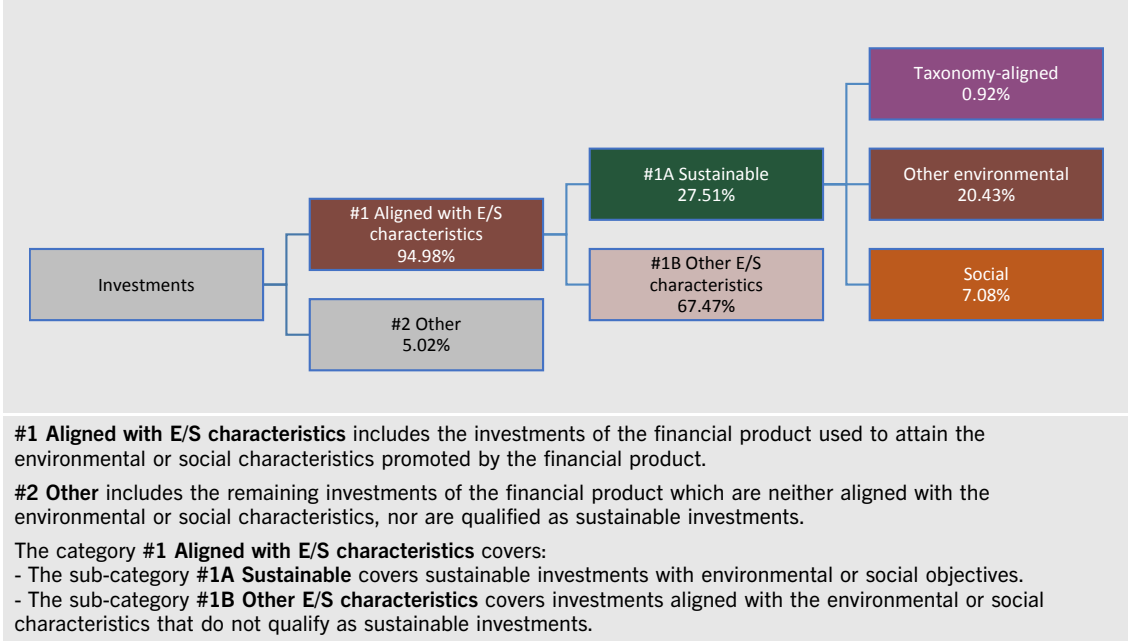 Investments
#1 Aligned with E/S
characteristics
94.98%
#2 Other
5.02%
#1A Sustainable
27.51%
#1B Other E/S
characteristics
67.47%
Taxonomy-aligned
0.92%
Other environmental
20.43%
Social
7.08%
#1 Aligned with E/S characteristics includes the investments of the financial product used to attain the
environmental or social characteristics promoted by the financial product.
#2 Other includes the remaining investments of the financial product which are neither aligned with the
environmental or social characteristics, nor are qualified as sustainable investments.
The category #1 Aligned with E/S characteristics covers:
- The sub-category #1A Sustainable covers sustainable investments with environmental or social objectives.
- The sub-category #1B Other E/S characteristics covers investments aligned with the environmental or social
characteristics that do not qualify as sustainable investments.